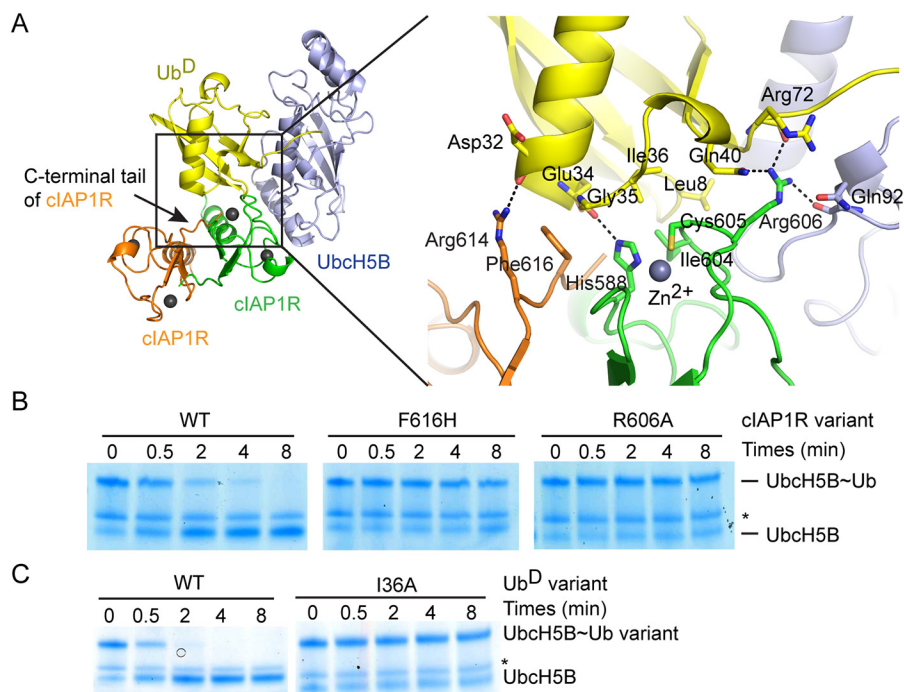 A
Ub^D
C-terminal tail
of cIAP1R
UbcH5B
cIAP1R
cIAP1R
Arg72
Asp32
Ile36
Gln40
Glu34
Gly35
Leu8
Gln92
Cys605
Arg606
Arg614
Phe616
Ile604
His588
Zn2+
B
WT F616H R606A cIAP1R variant
0 0.5 2 4 8 0 0.5 2 4 8 0 0.5 2 4 8 Times (min)
UbcH5B~Ub
*
UbcH5B
C
WT I36A Ub^D variant
0 0.5 2 4 8 0 0.5 2 4 8 Times (min)
UbcH5B~Ub variant
*
UbcH5B